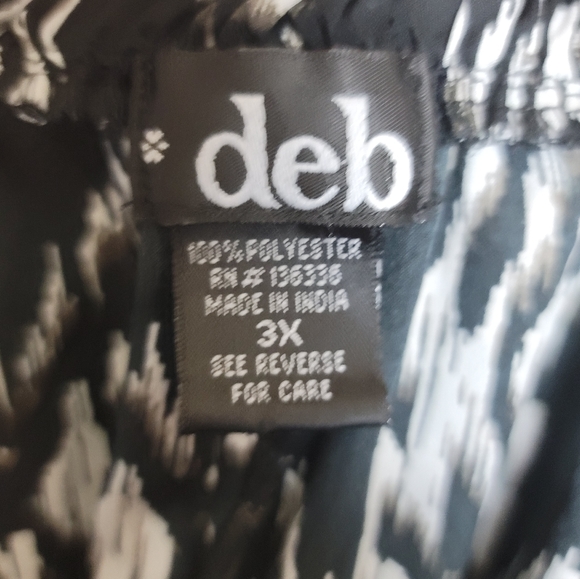 deb
100% POLYESTER
RN # 136336
MADE IN INDIA
3X
SEE REVERSE
FOR CARE